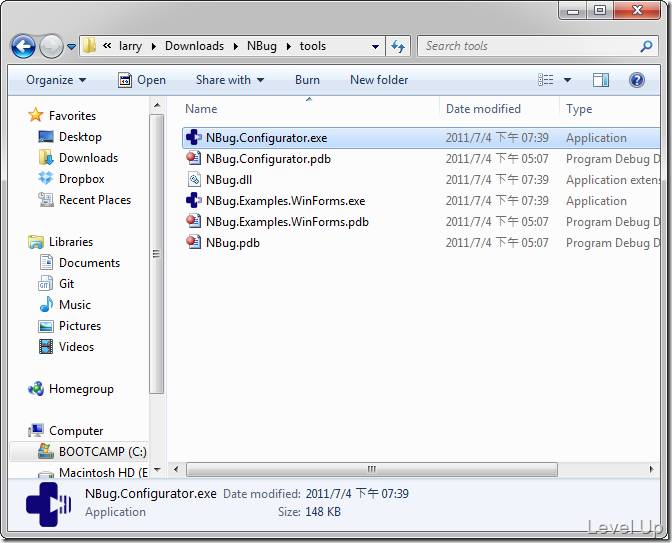 larry Downloads NBug tools Search tools
Organize Open Share with Burn New folder
Favorites
Desktop
Downloads
Dropbox
Recent Places
Libraries
Documents
Git
Music
Pictures
Videos
Homegroup
Computer
BOOTCAMP (C:)
Macintosh HD (E
Name Date modified Type
NBug.Configurator.exe 2011/7/4 下午 07:39 Application
NBug.Configurator.pdb 2011/7/4 下午 05:07 Program Debug D
NBug.dll 2011/7/4 下午 07:39 Application extens
NBug.Examples.WinForms.exe 2011/7/4 下午 07:39 Application
NBug.Examples.WinForms.pdb 2011/7/4 下午 05:07 Program Debug D
NBug.pdb 2011/7/4 下午 05:07 Program Debug D
NBug.Configurator.exe Date modified: 2011/7/4 下午 07:39
Application Size: 148 KB
Level Up